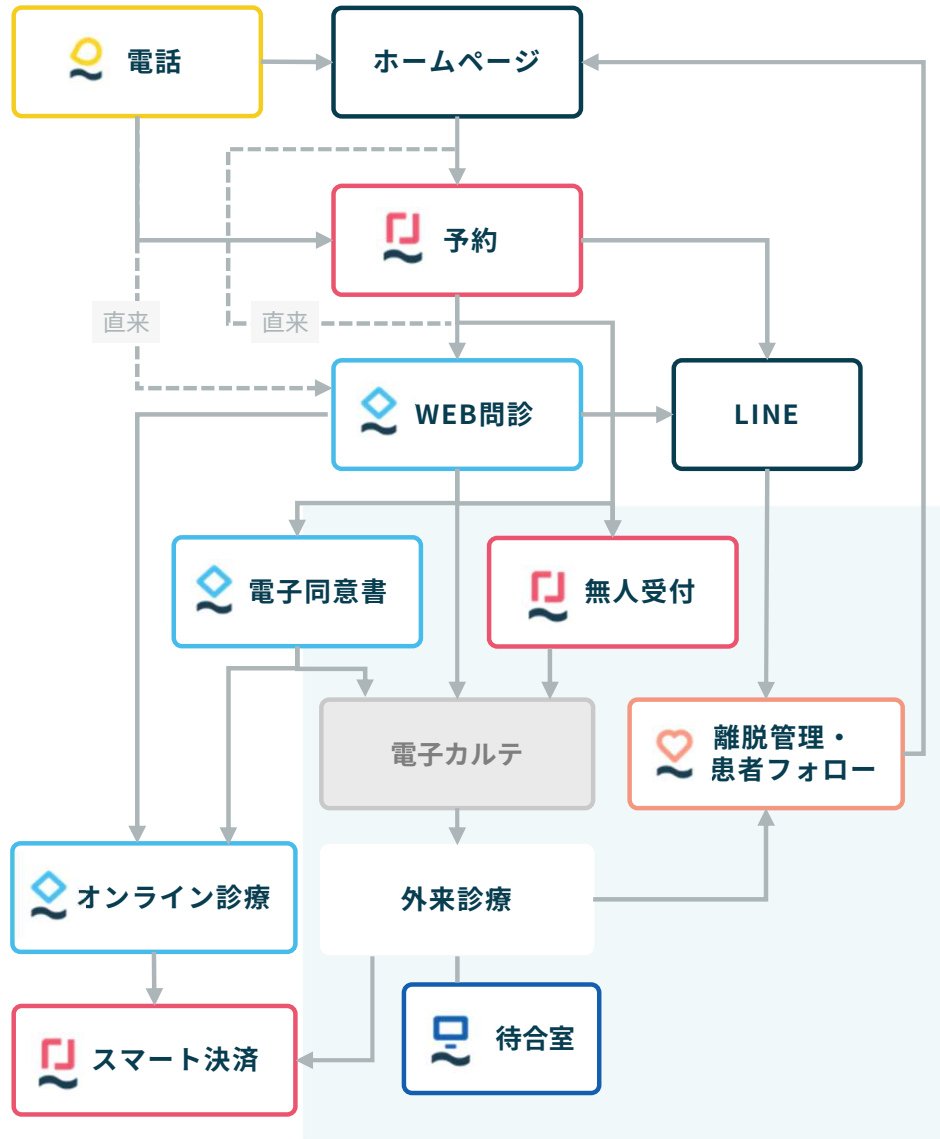 電話
ホームページ
予約
直来
直来
WEB問診
LINE
電子同意書
無人受付
電子カルテ
離脱管理・
患者フォロー
オンライン診療
外来診療
スマート決済
待合室